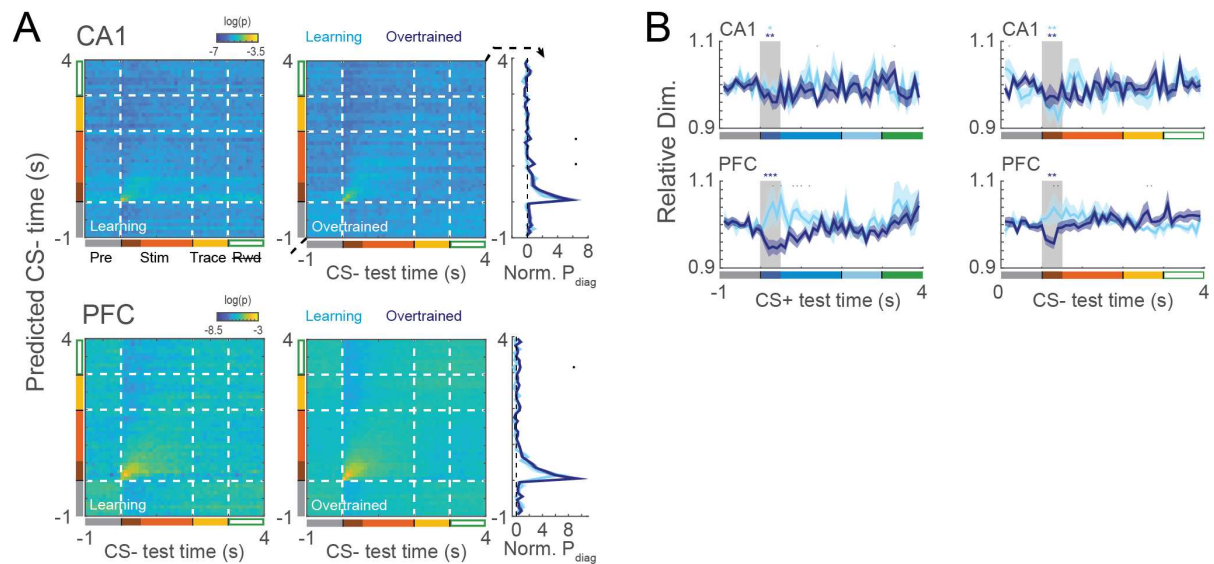 A
CA1
log(p)
-7 -3.5
Learning Overtrained
4
4
Learning
Overtrained
-1
-1
Pre Stim Trace Rwd
-1 4
CS- test time (s)
0 4 8
Norm. P diag
Predicted CS- time (s)
PFC
log(p)
-8.5 -3
Learning Overtrained
4
4
Learning
Overtrained
-1
-1
-1 4
CS- test time (s)
-1 4
CS- test time (s)
0 4 8
Norm. P diag
B
Relative Dim.
CA1
*
**
1.1
0.9
CA1
**
**
1.1
0.9
PFC
***
1.1
0.9
-1 4
CS+ test time (s)
PFC
**
1.1
0.9
0 4
CS- test time (s)